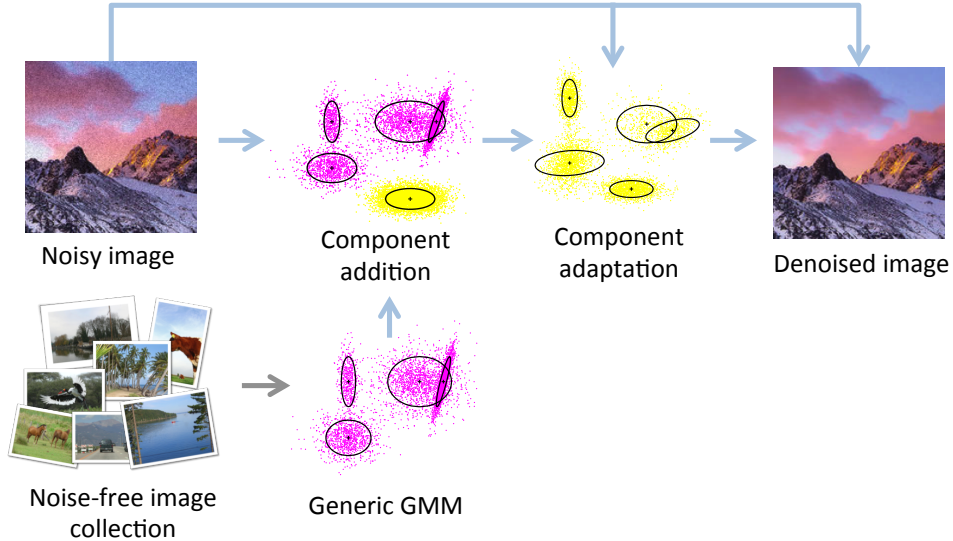 Noisy image
Component
addition
Component
adaptation
Denoised image
Noise-free image
collection
Generic GMM